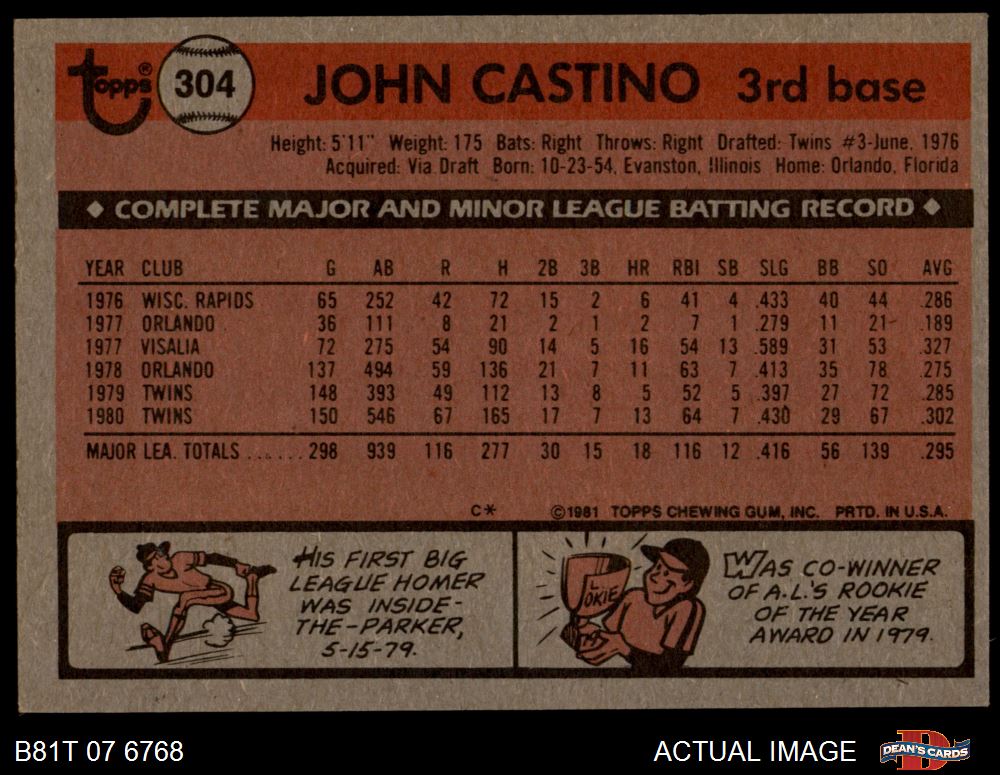 topps® 304 JOHN CASTINO 3rd base
Height: 5'11" Weight: 175 Bats: Right Throws: Right Drafted: Twins #3-June, 1976
Acquired: Via Draft Born: 10-23-54, Evanston, Illinois Home: Orlando, Florida
◆ COMPLETE MAJOR AND MINOR LEAGUE BATTING RECORD ◆
YEAR CLUB G AB R H 2B 3B HR RBI SB SLG BB SO AVG
1976 WISC. RAPIDS 65 252 42 72 15 2 6 41 4 .433 40 44 .286
1977 ORLANDO 36 111 8 21 2 1 2 7 1 .279 11 21 .189
1977 VISALIA 72 275 54 90 14 5 16 54 13 .589 31 53 .327
1978 ORLANDO 137 494 59 136 21 7 11 63 7 .413 35 78 .275
1979 TWINS 148 393 49 112 13 8 5 52 5 .397 27 72 .285
1980 TWINS 150 546 67 165 17 7 13 64 7 .430 29 67 .302
MAJOR LEA. TOTALS ...... 298 939 116 277 30 15 18 116 12 .416 56 139 .295
C* ©1981 TOPPS CHEWING GUM, INC. PRTD. IN U.S.A.
HIS FIRST BIG
LEAGUE HOMER
WAS INSIDE-
THE-PARKER,
5-15-79.
OKIE
WAS CO-WINNER
OF A.L.'S ROOKIE
OF THE YEAR
AWARD IN 1979.
B81T 07 6768 ACTUAL IMAGE DEAN'S CARDS